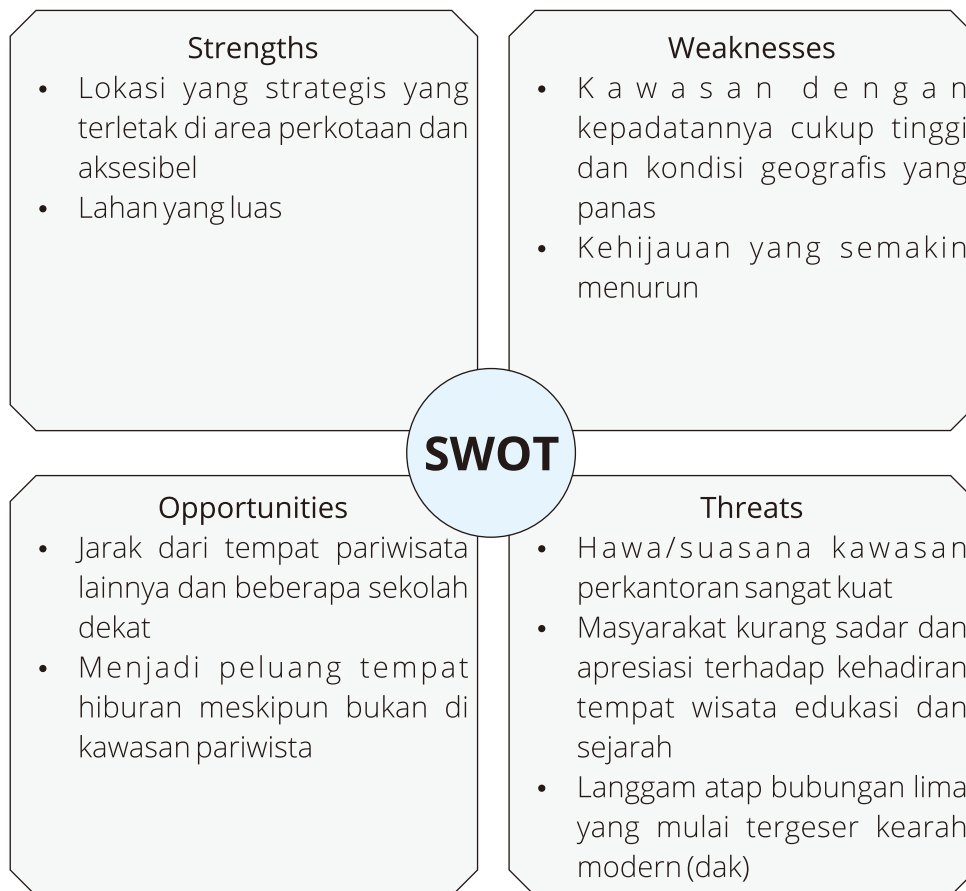 Strengths
• Lokasi yang strategis yang
terletak di area perkotaan dan
aksesibel
• Lahan yang luas
Weaknesses
• Kawasan dengan
kepadatannya cukup tinggi
dan kondisi geografis yang
panas
• Kehijauan yang semakin
menurun
SWOT
Opportunities
• Jarak dari tempat pariwisata
lainnya dan beberapa sekolah
dekat
• Menjadi peluang tempat
hiburan meskipun bukan di
kawasan pariwista
Threats
• Hawa/suasana kawasan
perkantoran sangat kuat
• Masyarakat kurang sadar dan
apresiasi terhadap kehadiran
tempat wisata edukasi dan
sejarah
• Langgam atap bubungan lima
yang mulai tergeser kearah
modern (dak)